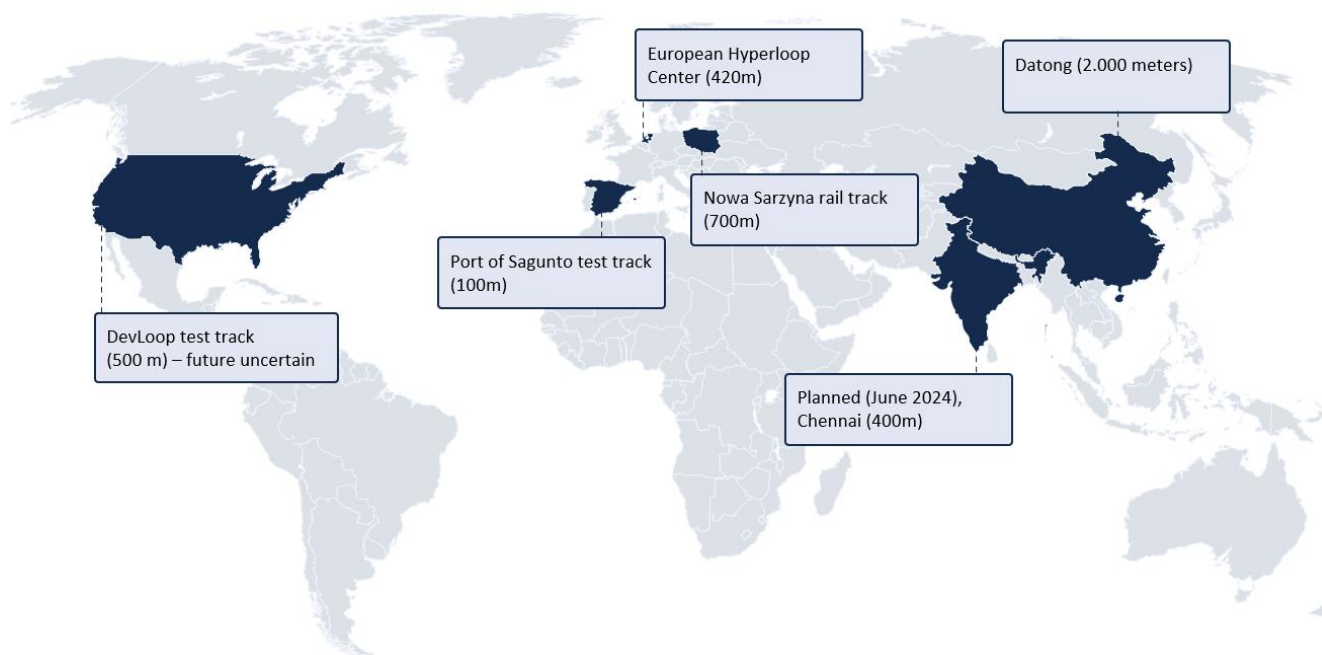 European Hyperloop
Center (420m)
Datong (2.000 meters)
Nowa Sarzyna rail track
(700m)
Port of Sagunto test track
(100m)
DevLoop test track
(500 m) – future uncertain
Planned (June 2024),
Chennai (400m)